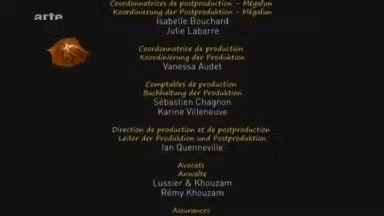 arte
Coordonnatrices de postproduction – Mégafun
Koordinierung der Postproduktion – Mégafun
Isabelle Bouchard
Julie Labarre
Coordonnatrice de production
Koordinierung der Produktion
Vanessa Audet
Comptables de production
Buchhaltung der Produktion
Sébastien Chagnon
Karine Villeneuve
Direction de production et de postproduction
Leiter der Produktion und Postproduktion
Ian Quenneville
Avocats
Anwälte
Lussier & Khouzam
Rémy Khouzam
Assurances